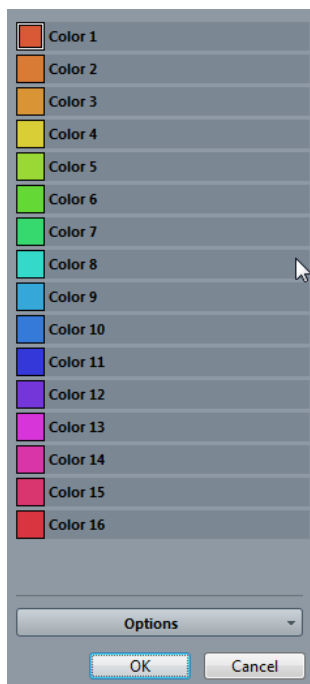 Color 1
Color 2
Color 3
Color 4
Color 5
Color 6
Color 7
Color 8
Color 9
Color 10
Color 11
Color 12
Color 13
Color 14
Color 15
Color 16
Options
OK Cancel